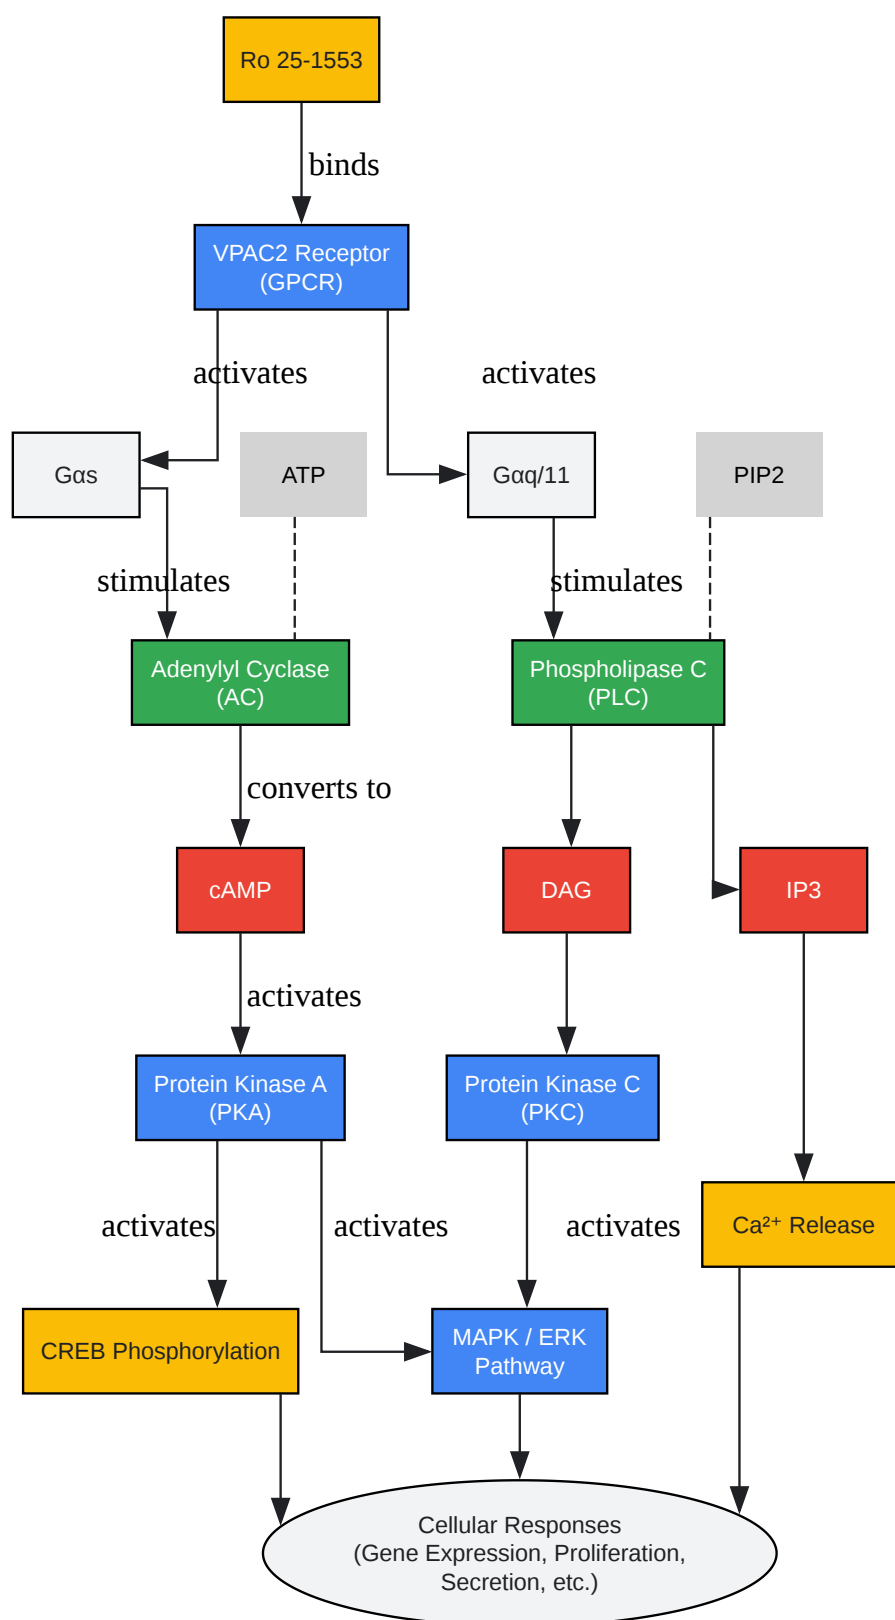 Ro 25-1553
binds
VPAC2 Receptor
(GPCR)
activates
activates
Gαs
ATP
Gαq/11
PIP2
stimulates
stimulates
Adenylyl Cyclase
(AC)
Phospholipase C
(PLC)
converts to
cAMP
DAG
IP3
activates
Protein Kinase A
(PKA)
Protein Kinase C
(PKC)
activates
activates
activates
Ca²⁺ Release
CREB Phosphorylation
MAPK / ERK
Pathway
Cellular Responses
(Gene Expression, Proliferation,
Secretion, etc.)